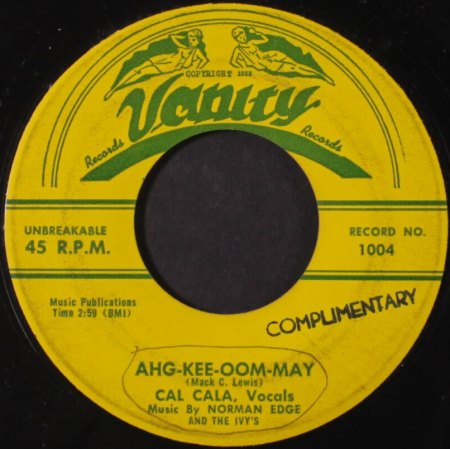 COPYRIGHT 1952
Vanity
Records Records
UNBREAKABLE
45 R.P.M.
RECORD NO.
1004
Music Publications
Time 2:59 (BMI)
COMPLIMENTARY
AHG-KEE-OOM-MAY
(Mack C. Lewis)
CAL CALA, Vocals
Music By NORMAN EDGE
AND THE IVY'S